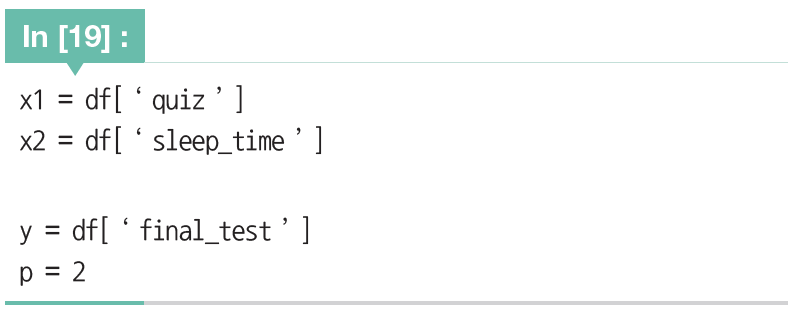 In [19] :
x1 = df[ ‘ quiz ’ ]
x2 = df[ ‘ sleep_time ’ ]
y = df[ ‘ final_test ’ ]
p = 2